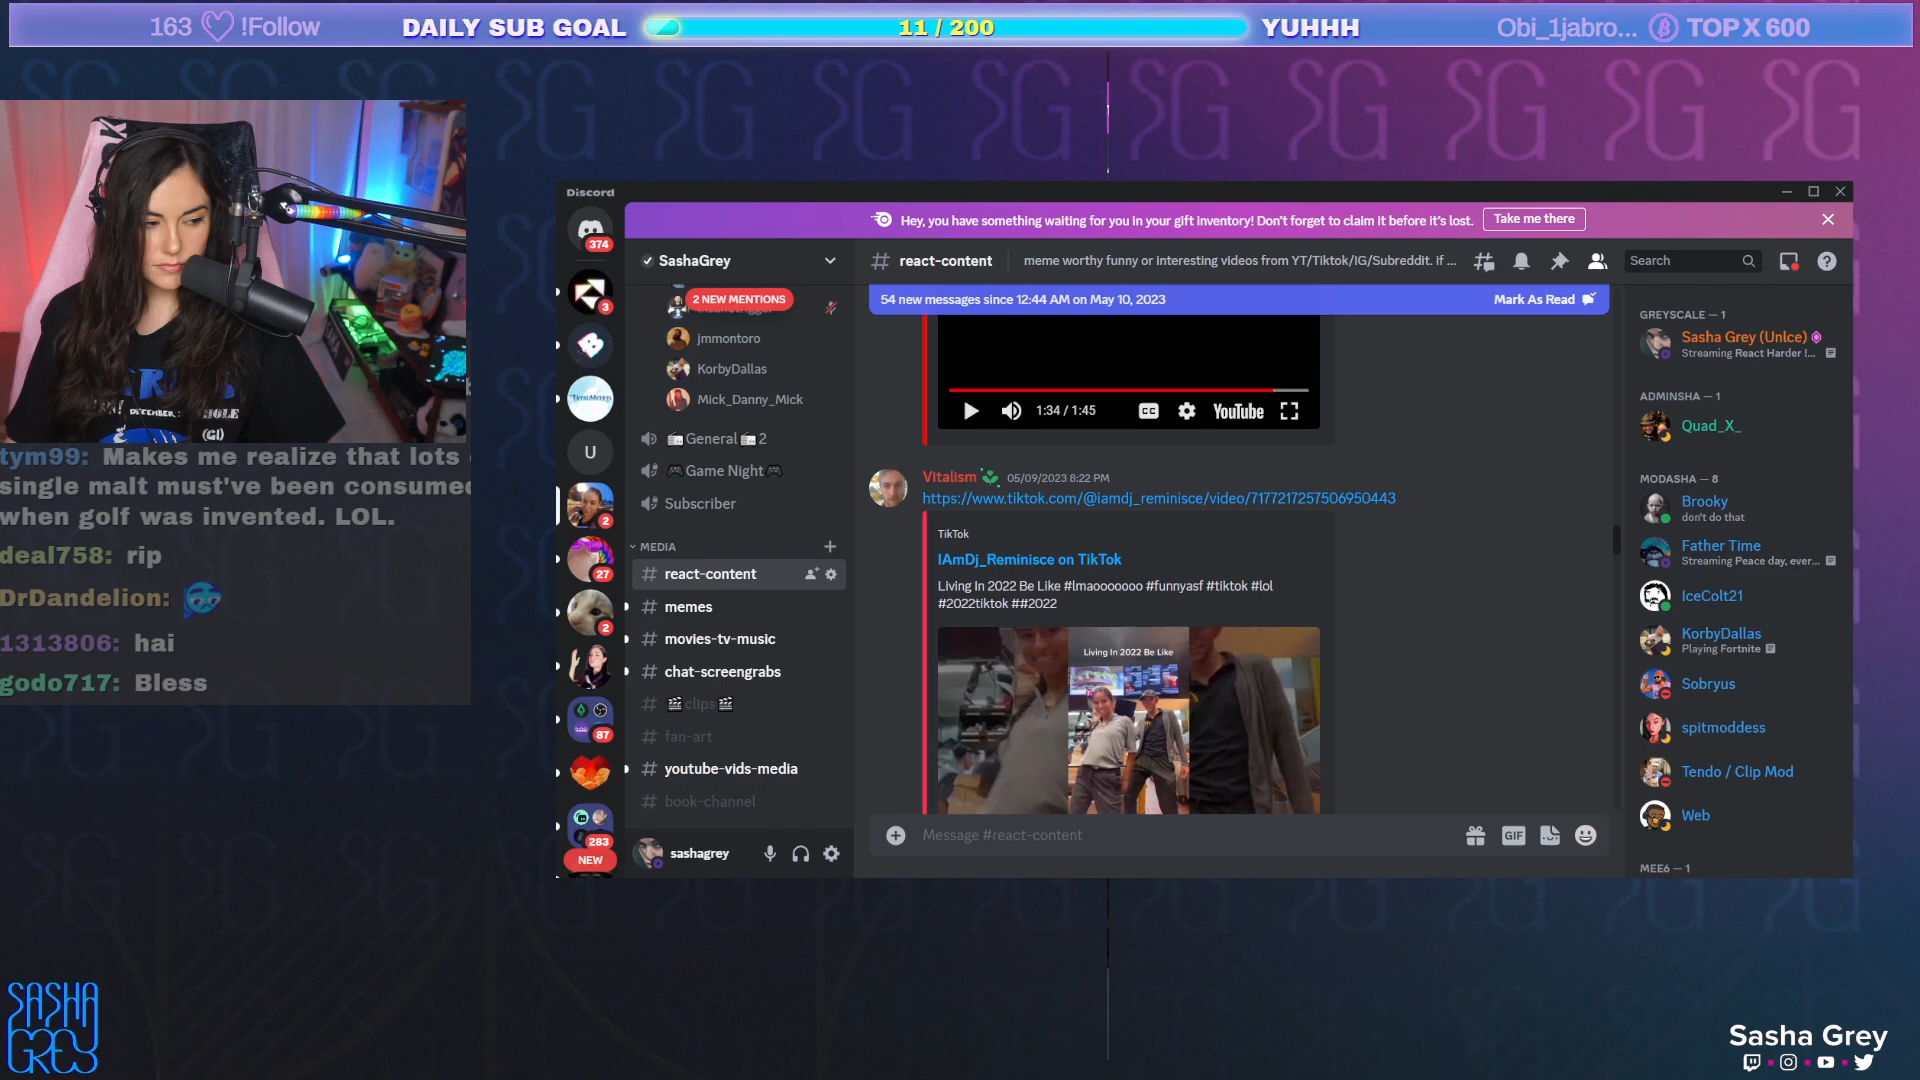 163 !Follow
DAILY SUB GOAL
11 / 200
YUHHH
Obi_1jabro...
TOP X 600
tym99: Makes me realize that lots
single malt must've been consumed
when golf was invented. LOL.
deal758: rip
DrDandelion:
1313806: hai
godo717: Bless
Discord
Hey, you have something waiting for you in your gift inventory! Don't forget to claim it before it's lost.
Take me there
374
3
U
2
27
2
87
283
NEW
SashaGrey
2 NEW MENTIONS
jmmontoro
KorbyDallas
Mick_Danny_Mick
General 2
Game Night
Subscriber
MEDIA
# react-content
# memes
# movies-tv-music
# chat-screengrabs
# clips
# fan-art
# youtube-vids-media
# book-channel
sashagrey
# react-content
meme worthy funny or interesting videos from YT/Tiktok/IG/Subreddit. if ...
Search
54 new messages since 12:44 AM on May 10, 2023
Mark As Read
1:34 / 1:45
CC
YouTube
Vitalism 05/09/2023 8:22 PM
https://www.tiktok.com/@iamdj_reminisce/video/7177217257506950443
TikTok
IAmDj_Reminisce on TikTok
Living In 2022 Be Like #lmaooooooo #funnyasf #tiktok #lol
#2022tiktok ##2022
Living In 2022 Be Like
Message #react-content
GIF
GREYSCALE — 1
Sasha Grey (UnIce)
Streaming React Harder !...
ADMINSHA — 1
Quad_X_
MODASHA — 8
Brooky
don't do that
Father Time
Streaming Peace day, ever...
IceColt21
KorbyDallas
Playing Fortnite
Sobryus
spitmoddess
Tendo / Clip Mod
Web
MEE6 — 1
SASHA
GREY
Sasha Grey